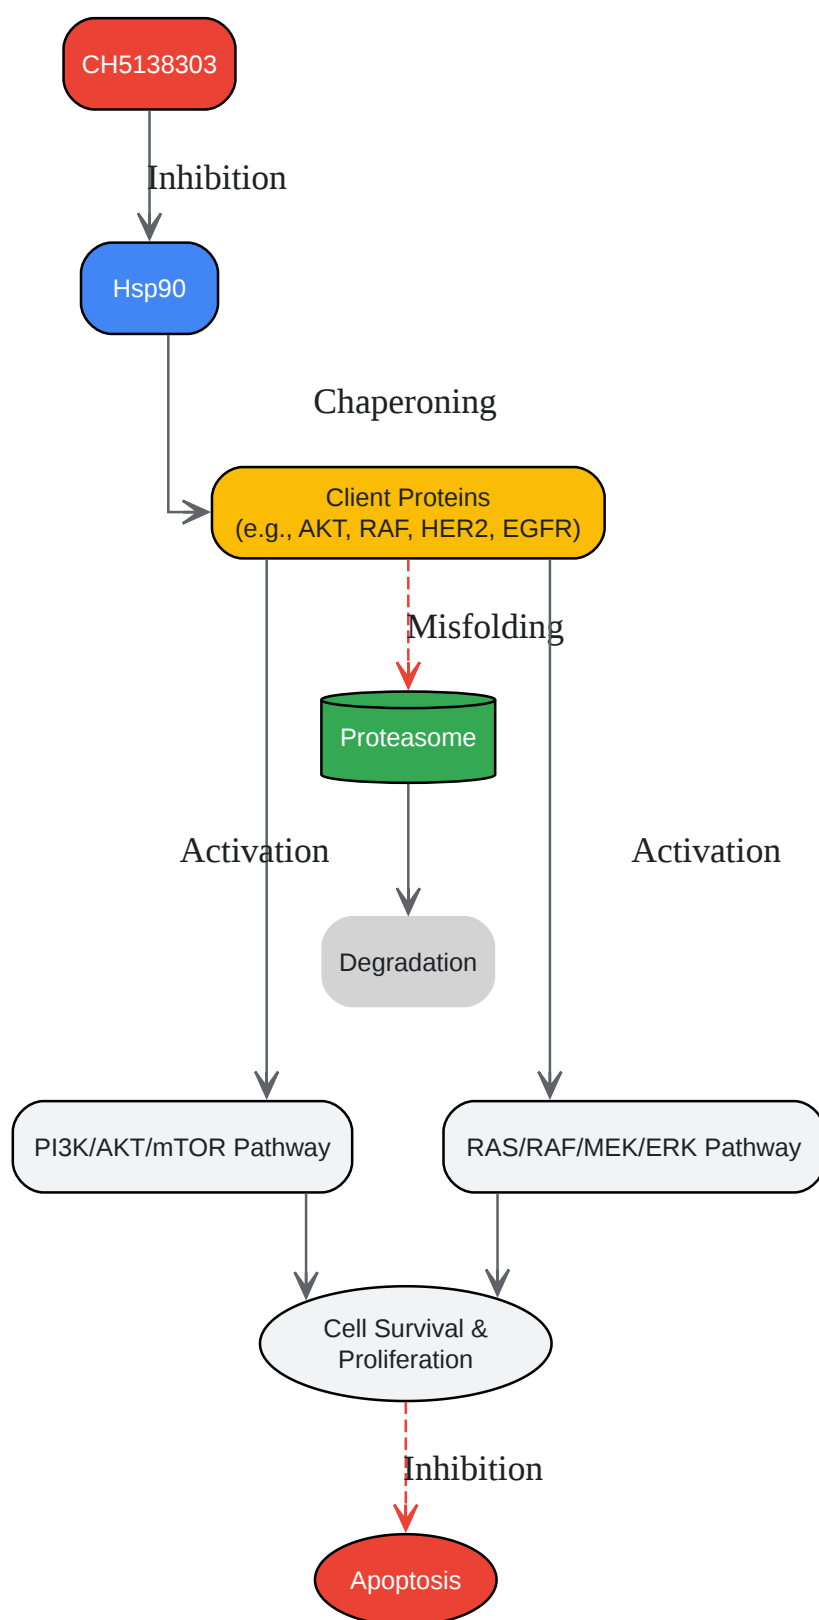 CH5138303
Inhibition
Hsp90
Chaperoning
Client Proteins
(e.g., AKT, RAF, HER2, EGFR)
Misfolding
Proteasome
Activation
Activation
Degradation
PI3K/AKT/mTOR Pathway
RAS/RAF/MEK/ERK Pathway
Cell Survival &
Proliferation
Inhibition
Apoptosis